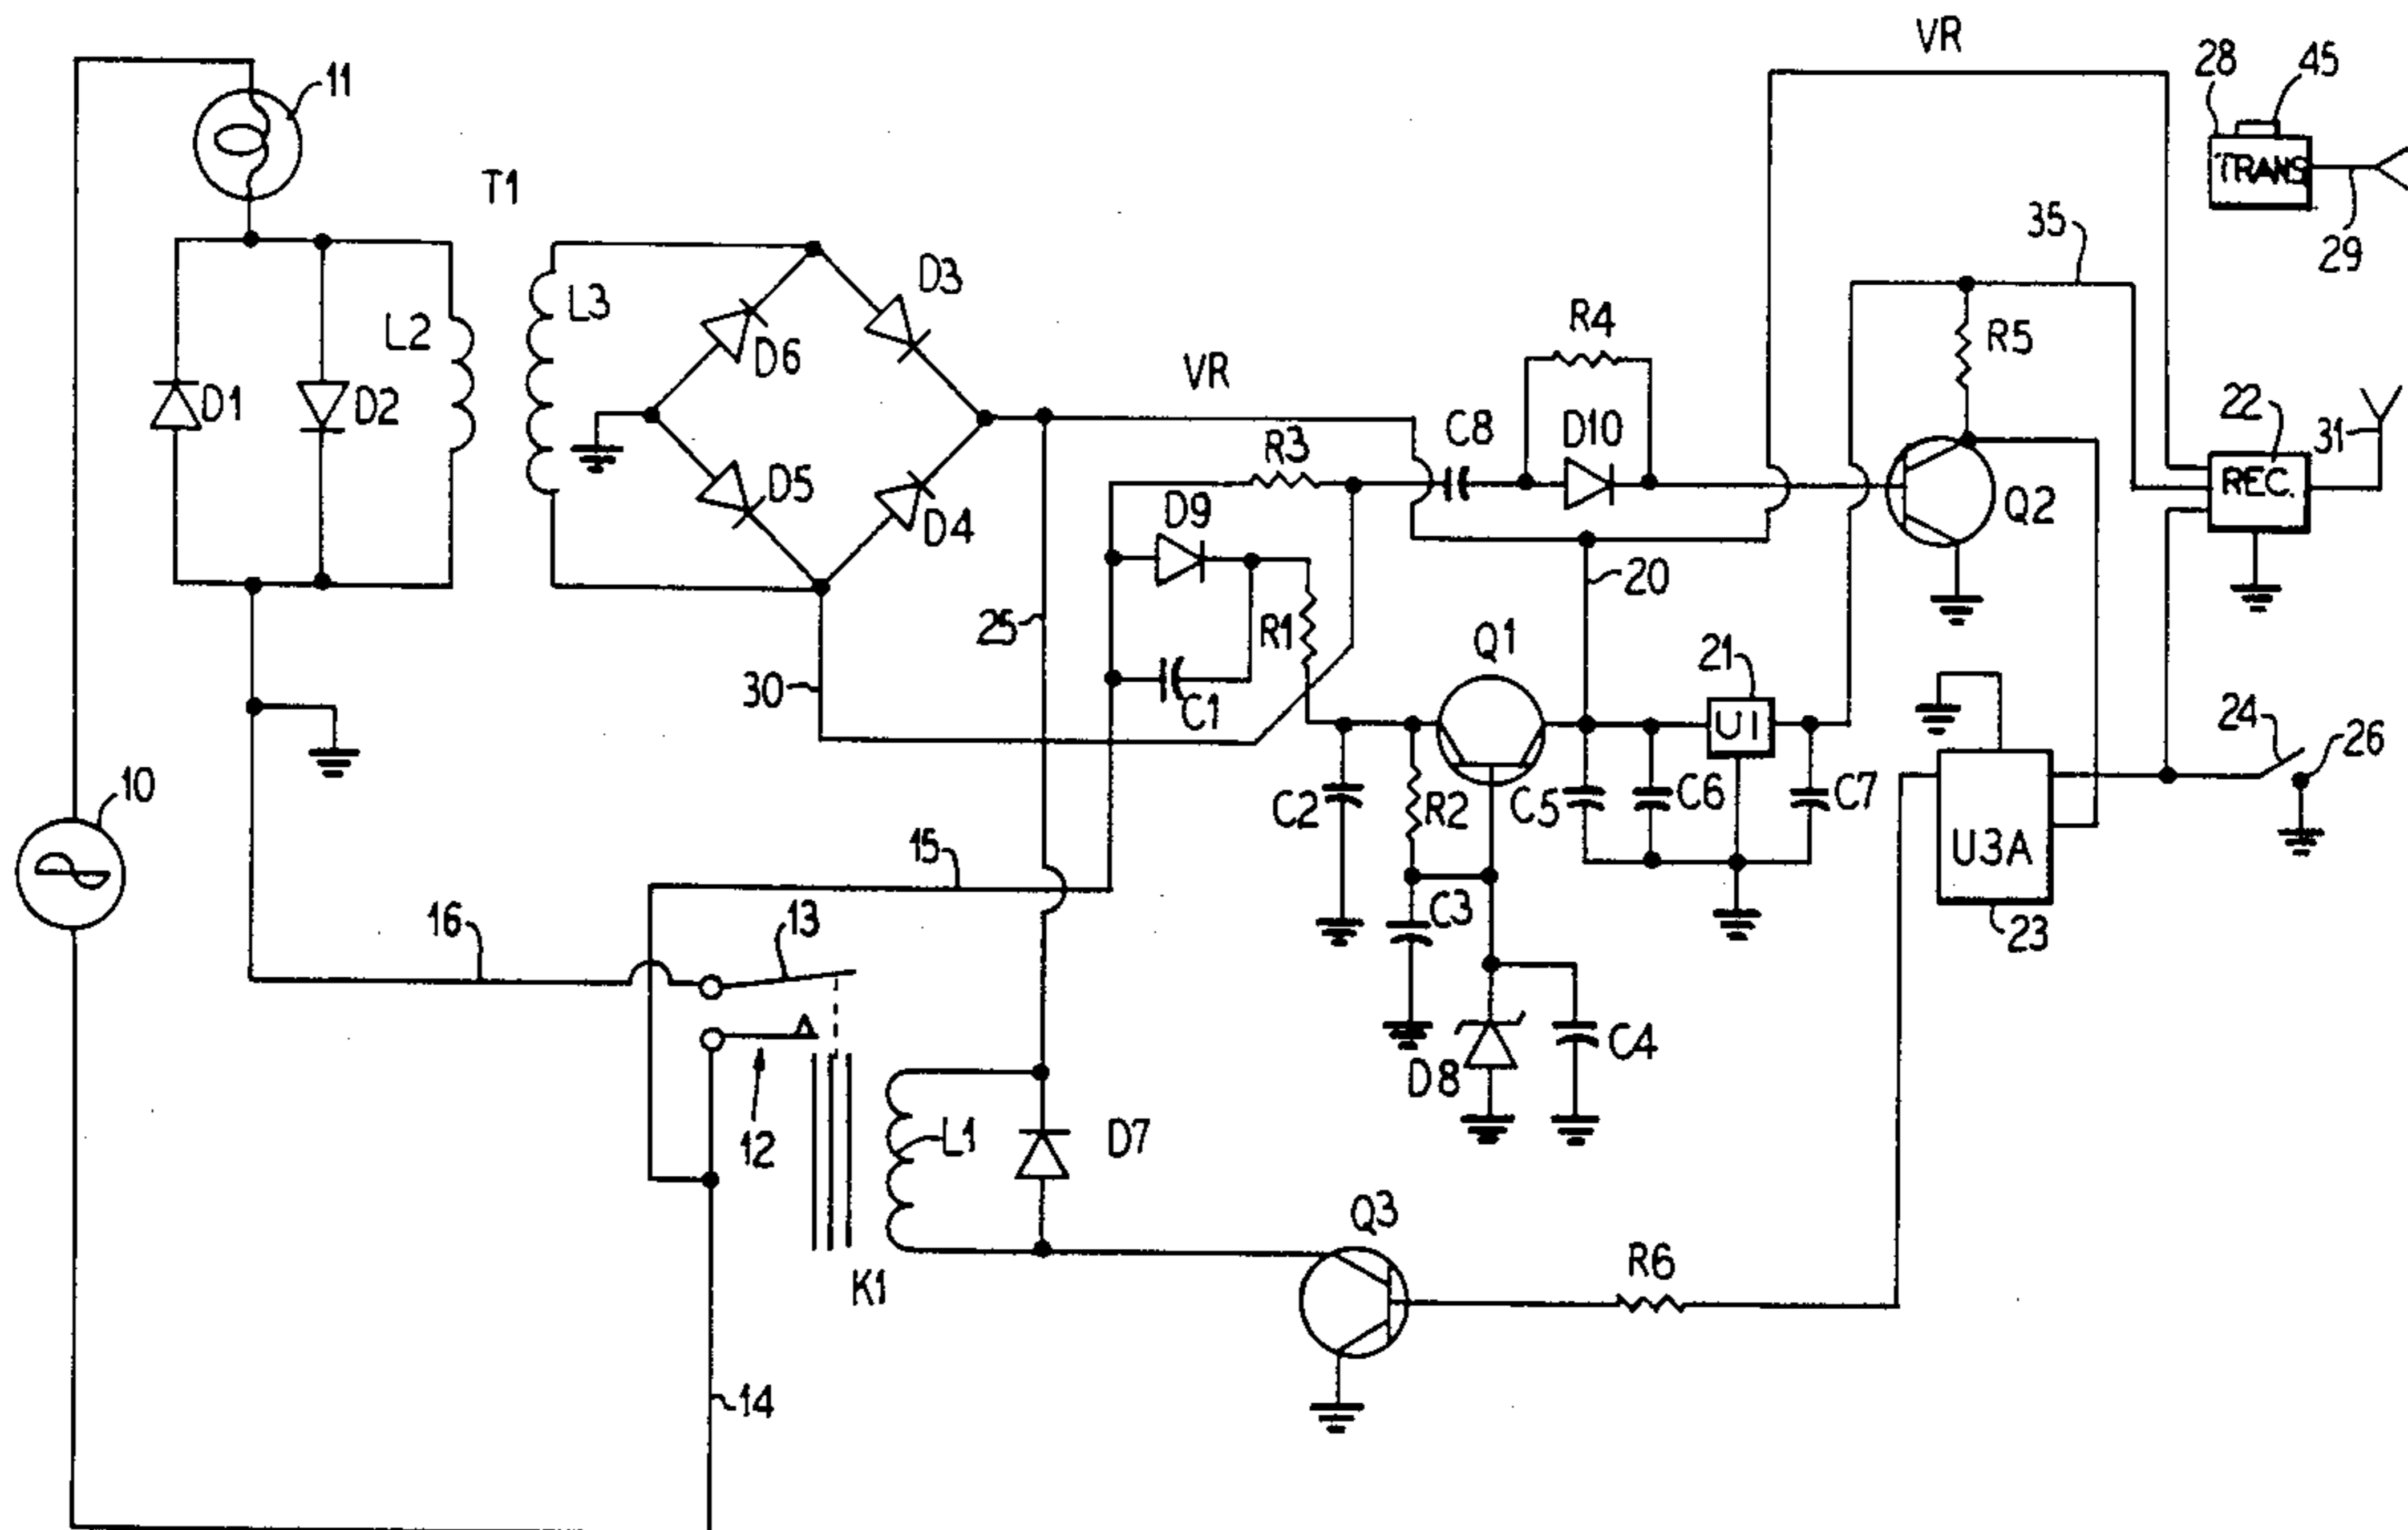 VR
28
45
11
TRANS
T1
35
29
D3
L3
R4
L2
D6
R5
VR
22
D1
D2
C8
D10
31
R3
REC.
D5
D9
Q2
D4
20
25
R1
Q1
21
30
C1
U1
24
26
10
C2
R2
C5
C6
C7
15
U3A
16
13
C3
23
D8
C4
12
L1
D7
Q3
R6
K1
14